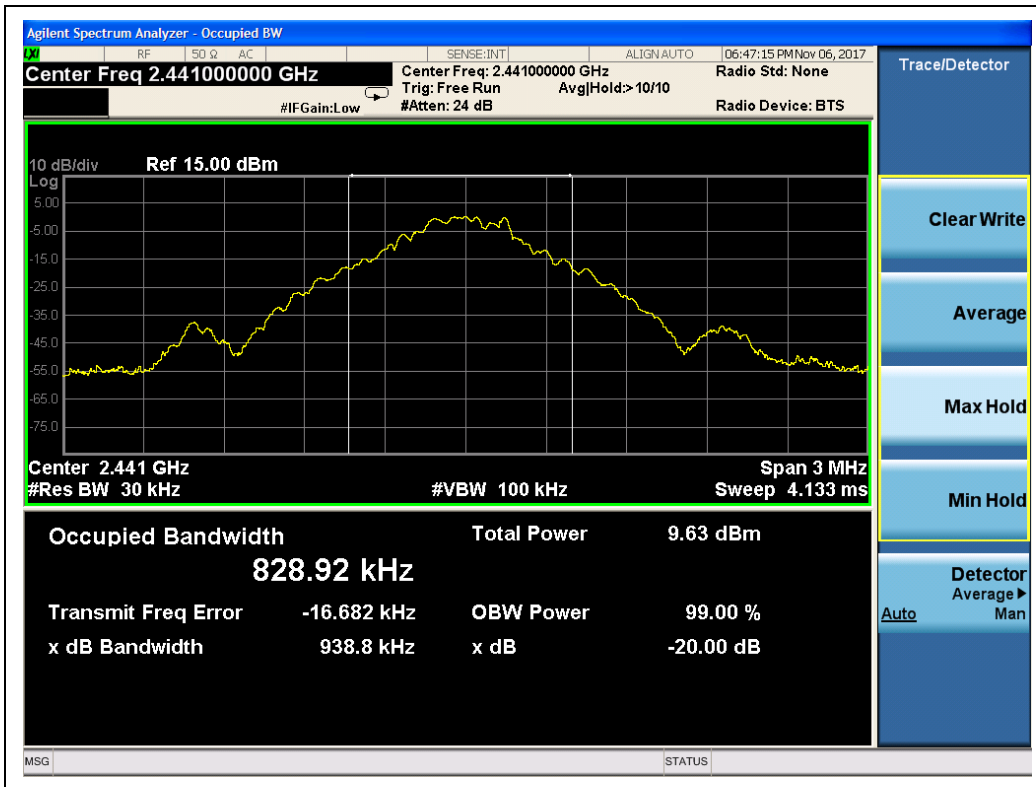 Agilent Spectrum Analyzer - Occupied BW
LXI RF 50 Ω AC SENSE:INT ALIGN AUTO 06:47:15 PM Nov 06, 2017
Center Freq 2.441000000 GHz
#IFGain:Low
Center Freq: 2.441000000 GHz
Trig: Free Run Avg|Hold:> 10/10
#Atten: 24 dB
Radio Std: None
Radio Device: BTS
10 dB/div Ref 15.00 dBm
Log
5.00
-5.00
-15.0
-25.0
-35.0
-45.0
-55.0
-65.0
-75.0
Center 2.441 GHz Span 3 MHz
#Res BW 30 kHz #VBW 100 kHz Sweep 4.133 ms
Occupied Bandwidth Total Power 9.63 dBm
828.92 kHz
Transmit Freq Error -16.682 kHz OBW Power 99.00 %
x dB Bandwidth 938.8 kHz x dB -20.00 dB
MSG STATUS
Trace/Detector
Clear Write
Average
Max Hold
Min Hold
Detector
Average▶
Auto Man